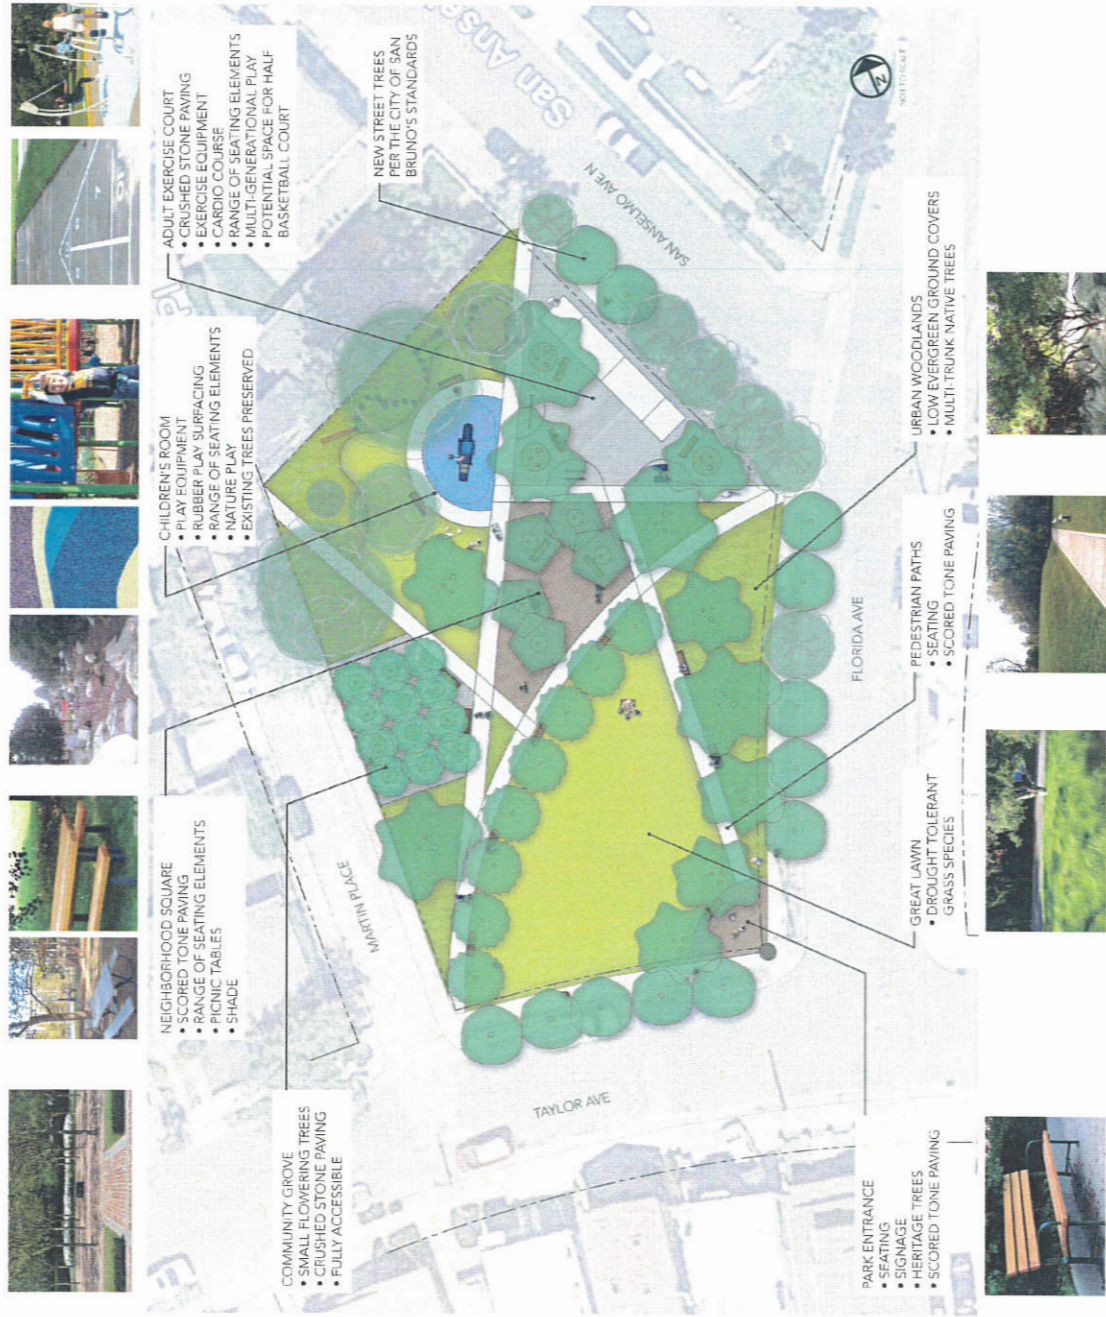 COMMUNITY GROVE
• SMALL FLOWERING TREES
• CRUSHED STONE PAVING
• FULLY ACCESSIBLE
NEIGHBORHOOD SQUARE
• SCORED TONE PAVING
• RANGE OF SEATING ELEMENTS
• PICNIC TABLES
• SHADE
CHILDREN'S ROOM
• PLAY EQUIPMENT
• RUBBER PLAY SURFACING
• RANGE OF SEATING ELEMENTS
• NATURE PLAY
• EXISTING TREES PRESERVED
ADULT EXERCISE COURT
• CRUSHED STONE PAVING
• EXERCISE EQUIPMENT
• CARDIO COURSE
• RANGE OF SEATING ELEMENTS
• MULTI-GENERATIONAL PLAY
• POTENTIAL SPACE FOR HALF
BASKETBALL COURT
NEW STREET TREES
PER THE CITY OF SAN
BRUNO'S STANDARDS
MARTIN PLACE
TAYLOR AVE
FLORIDA AVE
SAN ANSELMO AVE N
San Ans
N
NOT TO SCALE
PARK ENTRANCE
• SEATING
• SIGNAGE
• HERITAGE TREES
• SCORED TONE PAVING
GREAT LAWN
• DROUGHT TOLERANT
GRASS SPECIES
PEDESTRIAN PATHS
• SEATING
• SCORED TONE PAVING
URBAN WOODLANDS
• LOW EVERGREEN GROUND COVERS
• MULTI-TRUNK NATIVE TREES